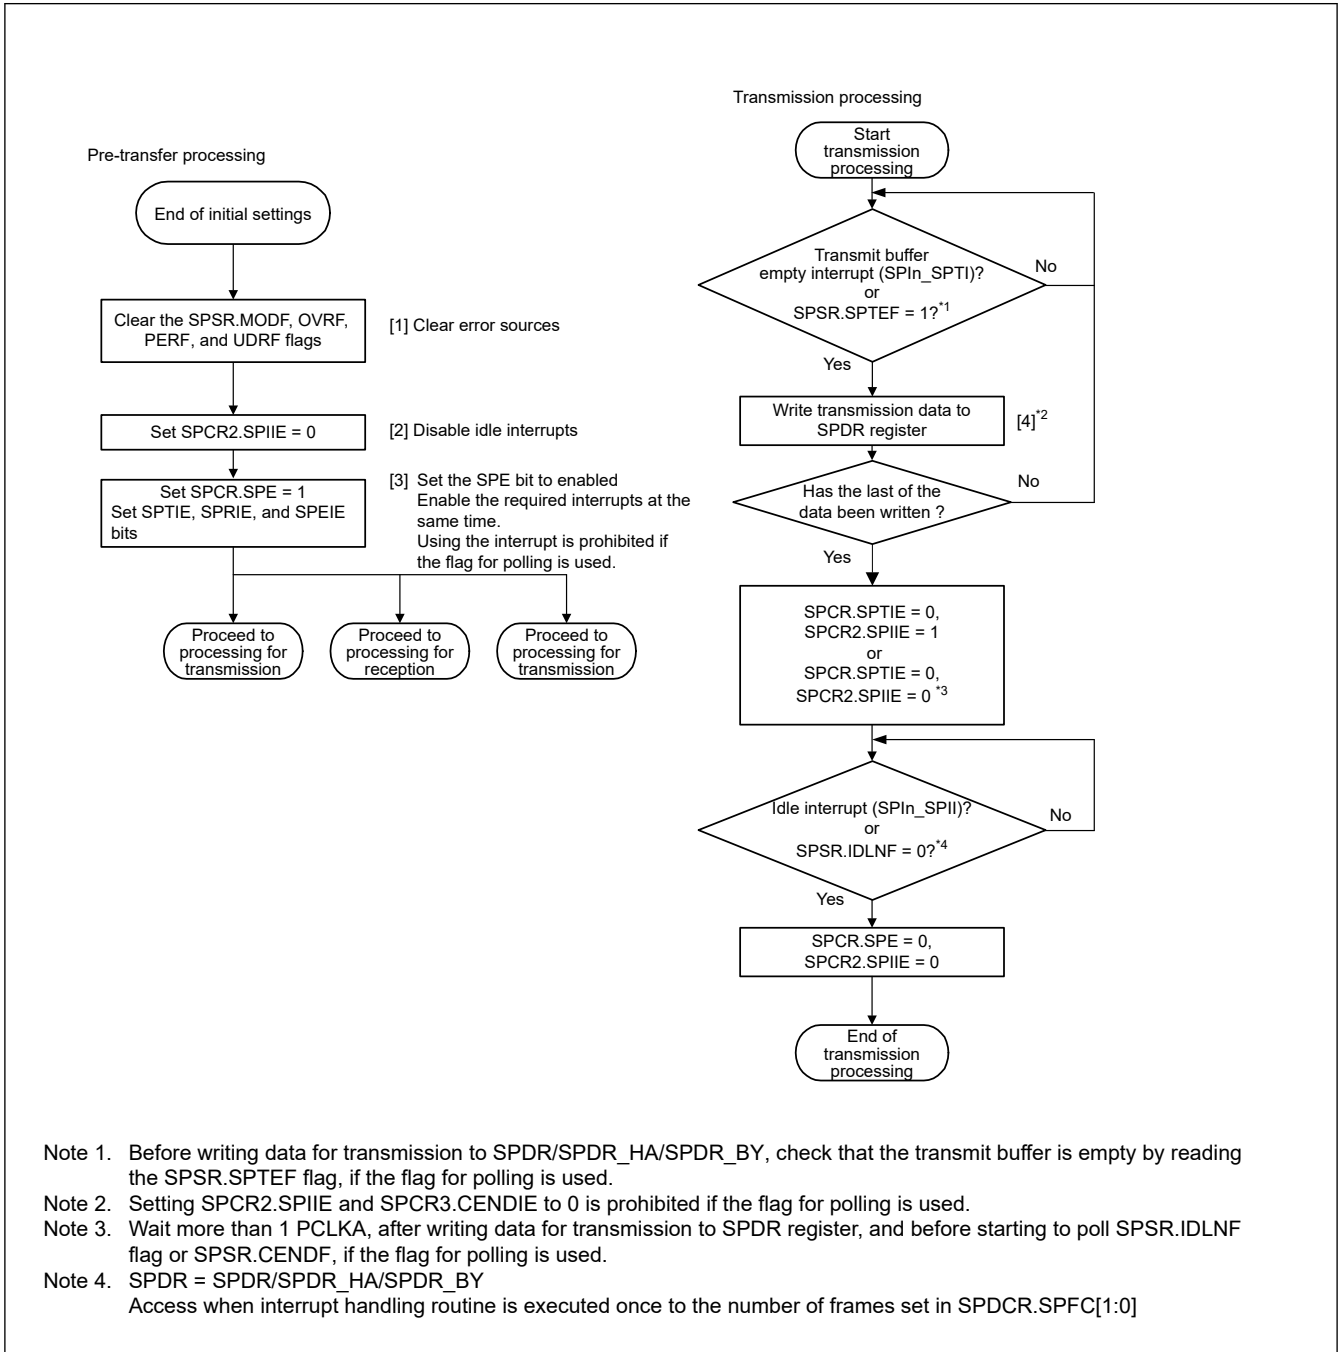 Pre-transfer processing
End of initial settings
Clear the SPSR.MODF, OVRF,
PERF, and UDRF flags
[1] Clear error sources
Set SPCR2.SPIIE = 0
[2] Disable idle interrupts
Set SPCR.SPE = 1
Set SPTIE, SPRIE, and SPEIE
bits
[3] Set the SPE bit to enabled
Enable the required interrupts at the
same time.
Using the interrupt is prohibited if
the flag for polling is used.
Proceed to
processing for
transmission
Proceed to
processing for
reception
Proceed to
processing for
transmission
Transmission processing
Start
transmission
processing
Transmit buffer
empty interrupt (SPIn_SPTI)?
or
SPSR.SPTEF = 1?*1
No
Yes
Write transmission data to
SPDR register
[4]*2
Has the last of the
data been written ?
No
Yes
SPCR.SPTIE = 0,
SPCR2.SPIIE = 1
or
SPCR.SPTIE = 0,
SPCR2.SPIIE = 0 *3
Idle interrupt (SPIn_SPII)?
or
SPSR.IDLNF = 0?*4
No
Yes
SPCR.SPE = 0,
SPCR2.SPIIE = 0
End of
transmission
processing
Note 1. Before writing data for transmission to SPDR/SPDR_HA/SPDR_BY, check that the transmit buffer is empty by reading
the SPSR.SPTEF flag, if the flag for polling is used.
Note 2. Setting SPCR2.SPIIE and SPCR3.CENDIE to 0 is prohibited if the flag for polling is used.
Note 3. Wait more than 1 PCLKA, after writing data for transmission to SPDR register, and before starting to poll SPSR.IDLNF
flag or SPSR.CENDF, if the flag for polling is used.
Note 4. SPDR = SPDR/SPDR_HA/SPDR_BY
Access when interrupt handling routine is executed once to the number of frames set in SPDCR.SPFC[1:0]